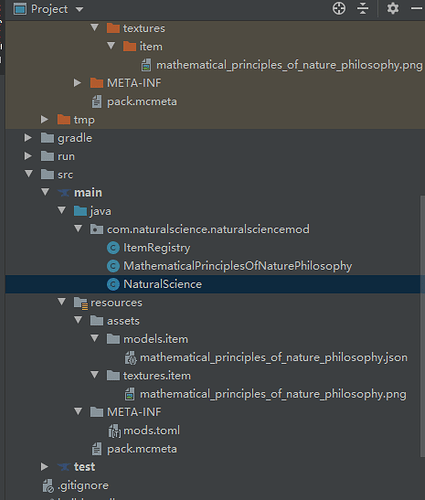 Project
textures
item
mathematical_principles_of_nature_philosophy.png
META-INF
pack.mcmeta
tmp
gradle
run
src
main
java
com.naturalscience.naturalsciencemod
ItemRegistry
MathematicalPrinciplesOfNaturePhilosophy
NaturalScience
resources
assets
models.item
mathematical_principles_of_nature_philosophy.json
textures.item
mathematical_principles_of_nature_philosophy.png
META-INF
mods.toml
pack.mcmeta
test
.gitignore